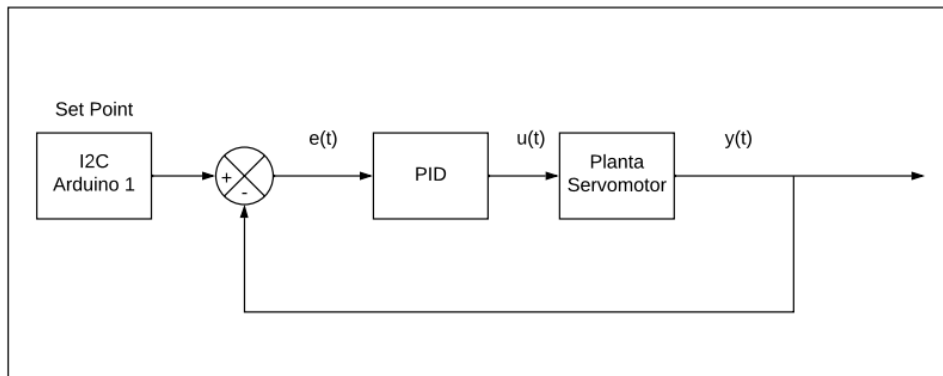 Set Point
I2C
Arduino 1
+
-
e(t)
PID
u(t)
Planta
Servomotor
y(t)